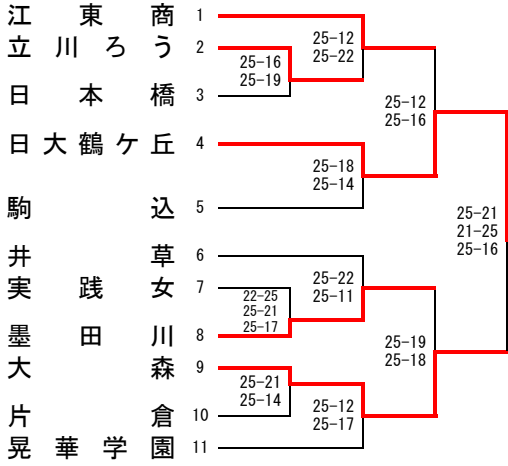 江東商 1
立川ろう 2
25-12
25-22
25-16
25-19
日本橋 3
25-12
25-16
日大鶴ケ丘 4
25-18
25-14
駒込 5
25-21
21-25
25-16
井草 6
実践女 7
25-22
25-11
22-25
25-21
25-17
墨田川 8
25-19
25-18
大森 9
25-21
25-14
25-12
25-17
片倉 10
晃華学園 11